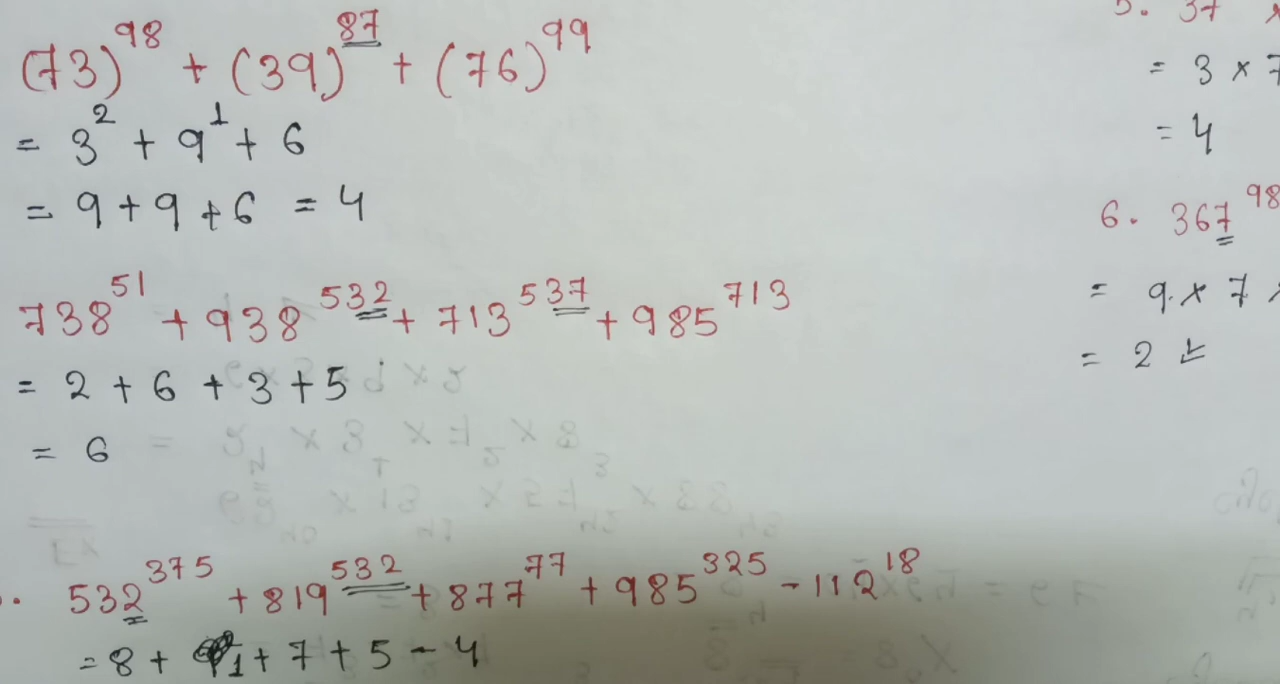 (73)^98 + (39)^87 + (76)^99
= 3^2 + 9^1 + 6
= 9 + 9 + 6 = 4
738^51 + 938^532 + 713^537 + 985^713
= 2 + 6 + 3 + 5
= 6
532^375 + 819^532 + 877^77 + 985^325 - 112^18
= 8 + 1 + 7 + 5 - 4
5. 37 ×
= 3 × 7
= 4
6. 367^98
= 9 × 7 ×
= 2